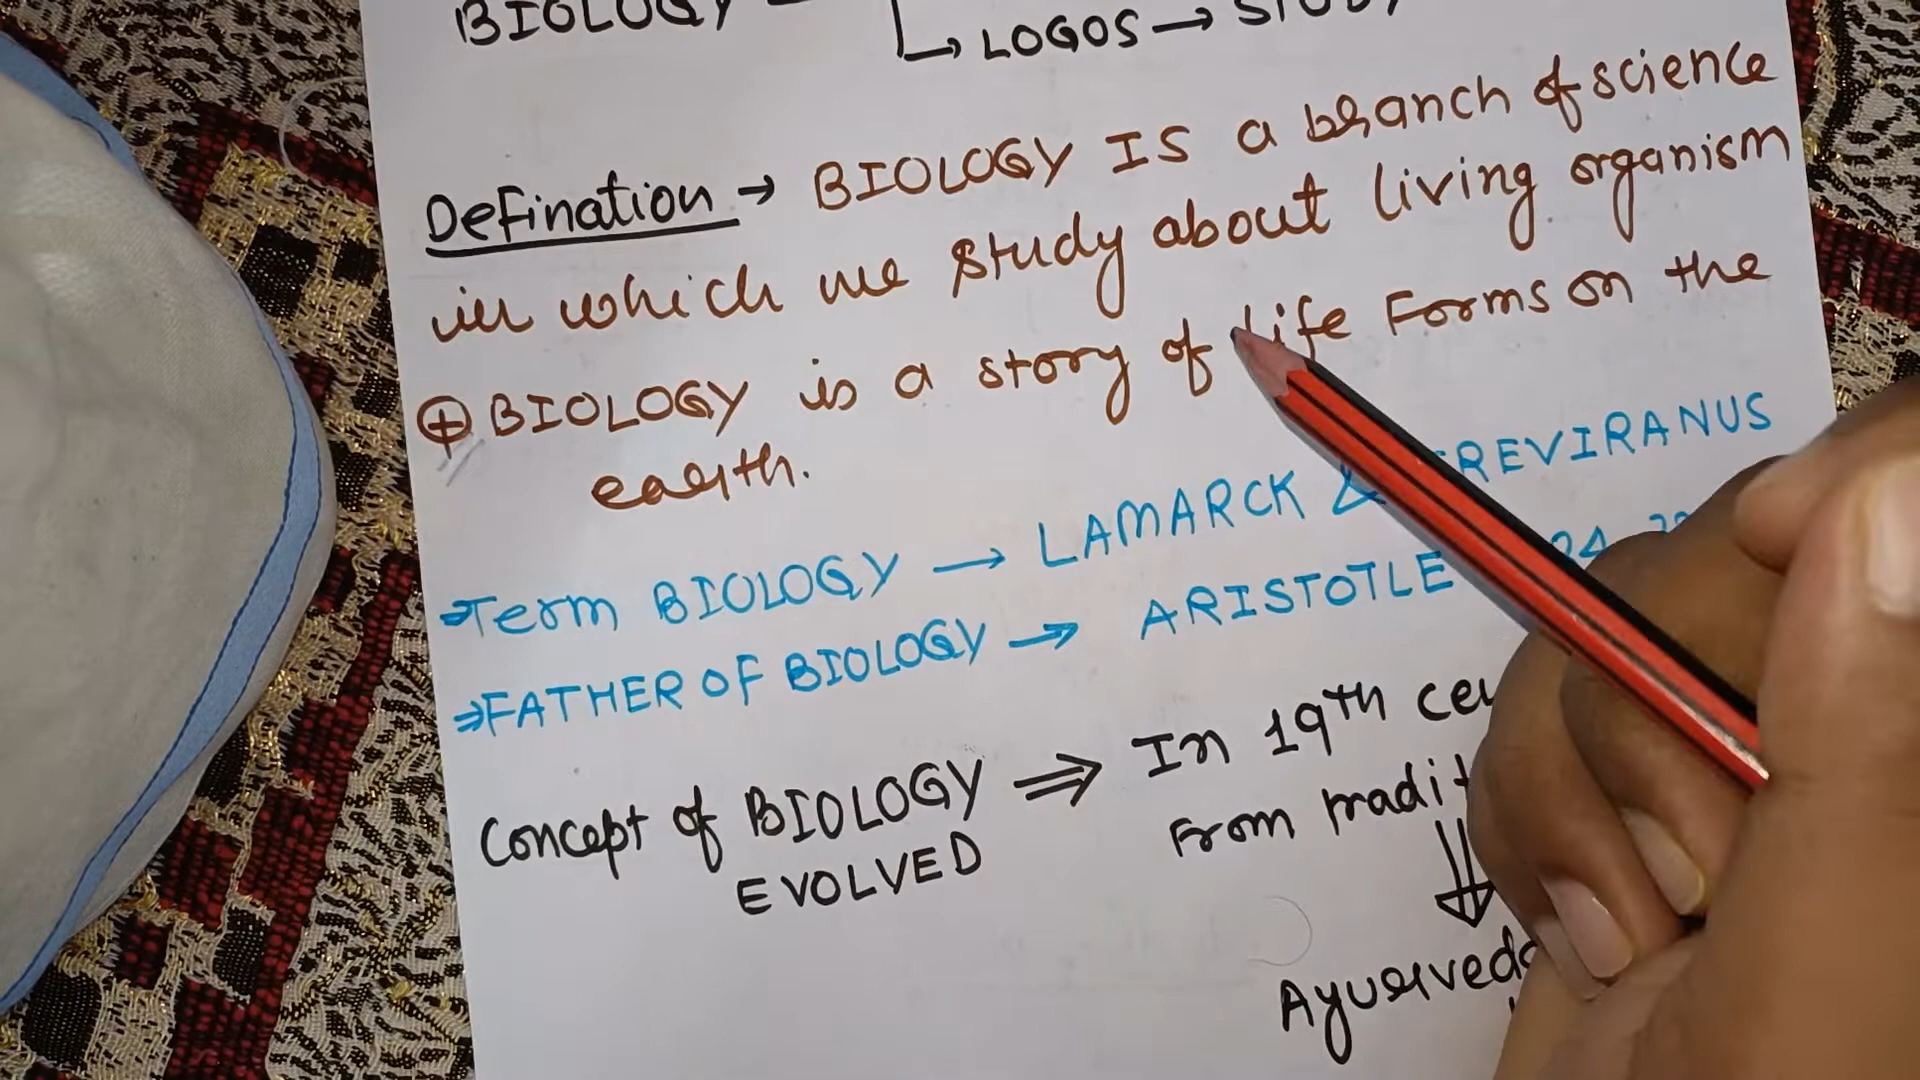 BIOLOGY
↳ LOGOS → STUDY
Defination → BIOLOGY IS a branch of science
in which we study about living organism
⊕ BIOLOGY is a story of life Forms on the
earth.
⇒Term BIOLOGY → LAMARCK & REVIRANUS
⇒FATHER OF BIOLOGY → ARISTOTLE
Concept of BIOLOGY ⇒ In 19th
EVOLVED
From